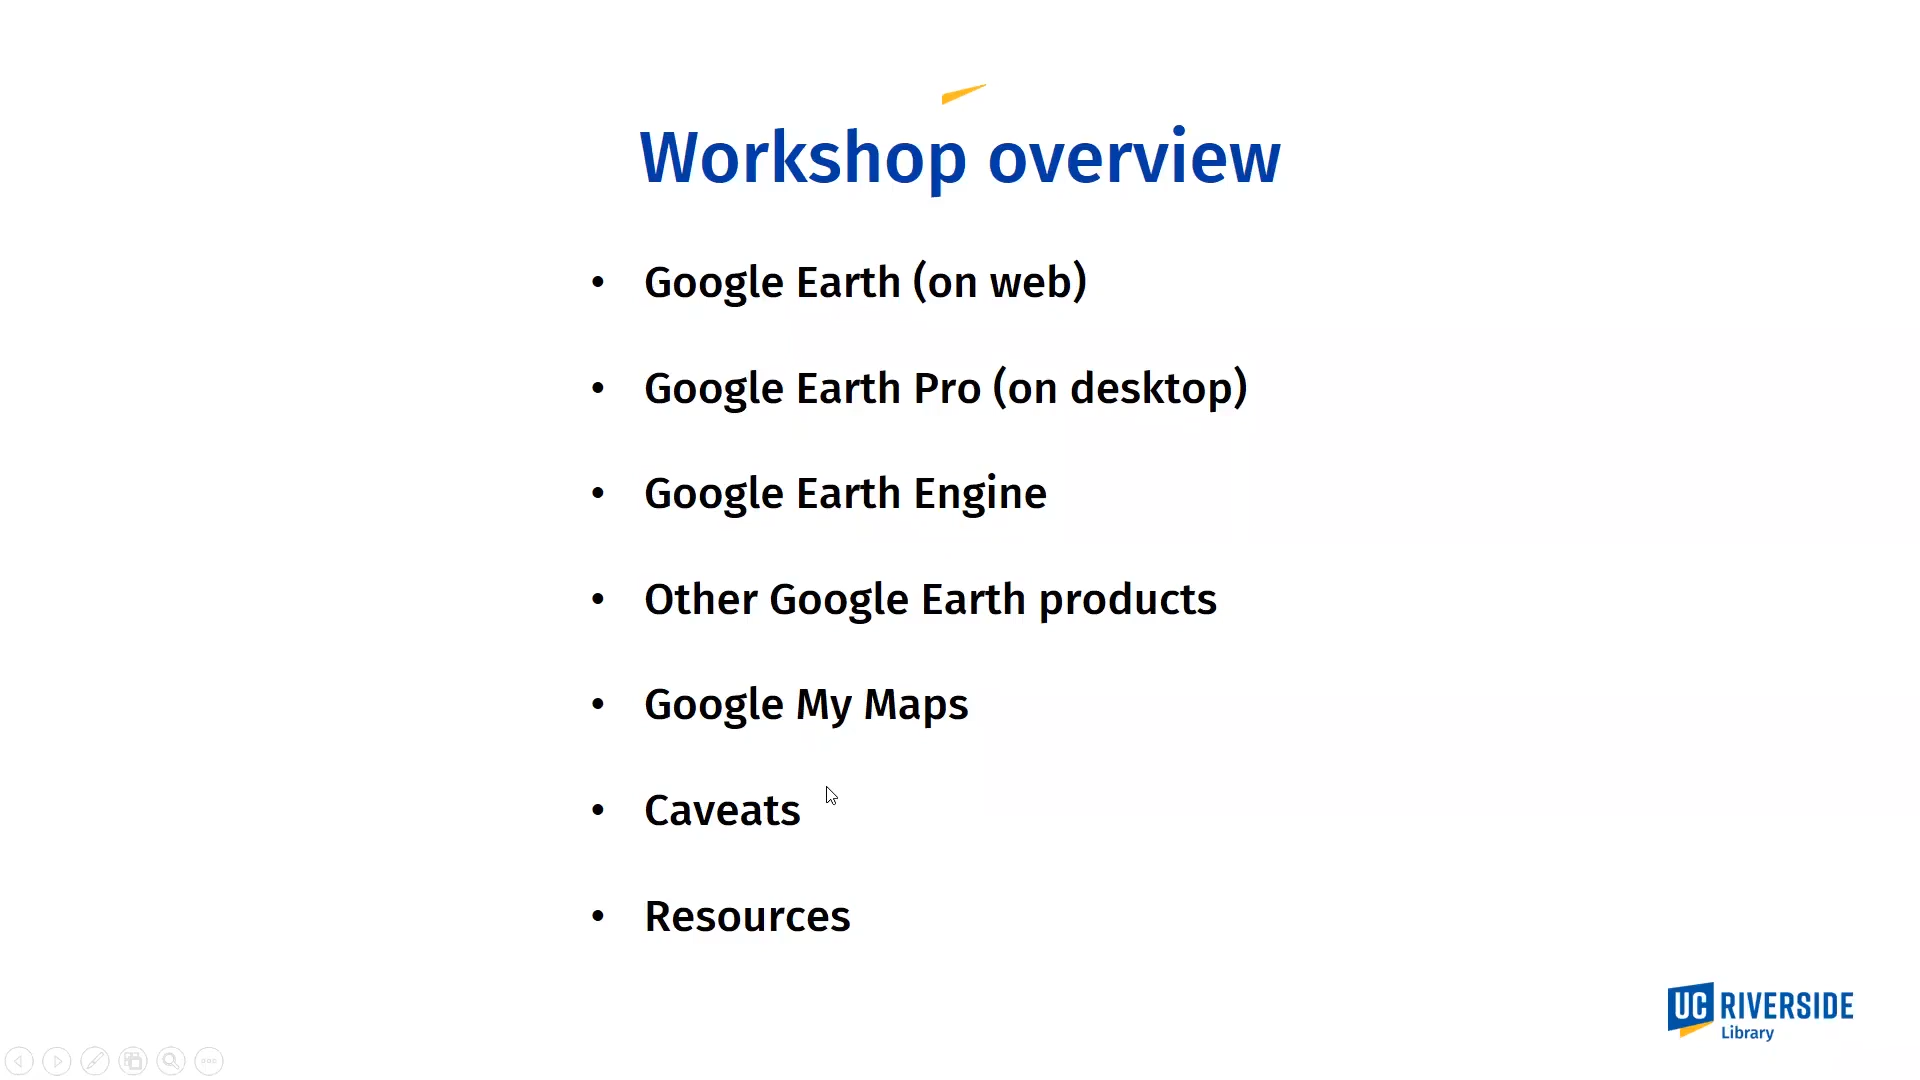 Workshop overview
• Google Earth (on web)
• Google Earth Pro (on desktop)
• Google Earth Engine
• Other Google Earth products
• Google My Maps
• Caveats
• Resources
UC RIVERSIDE
Library